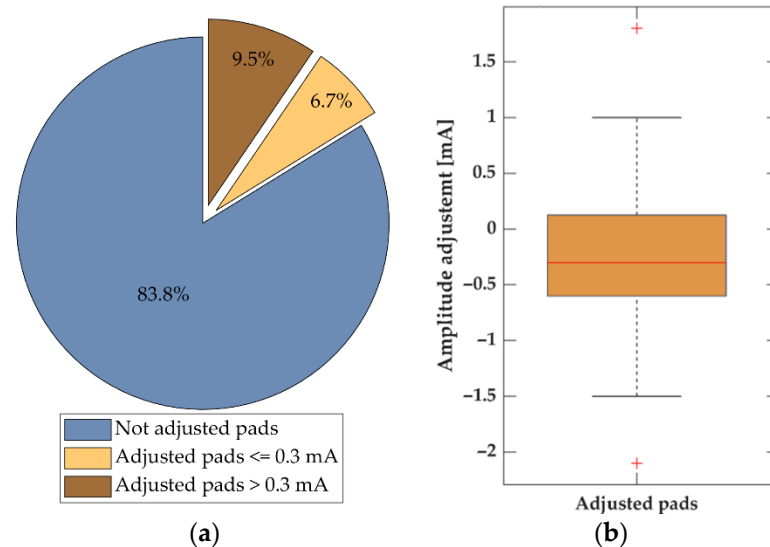 9.5%
6.7%
83.8%
Not adjusted pads
Adjusted pads <= 0.3 mA
Adjusted pads > 0.3 mA
(a)
Amplitude adjustemt [mA]
1.5
1
0.5
0
−0.5
−1
−1.5
−2
Adjusted pads
(b)